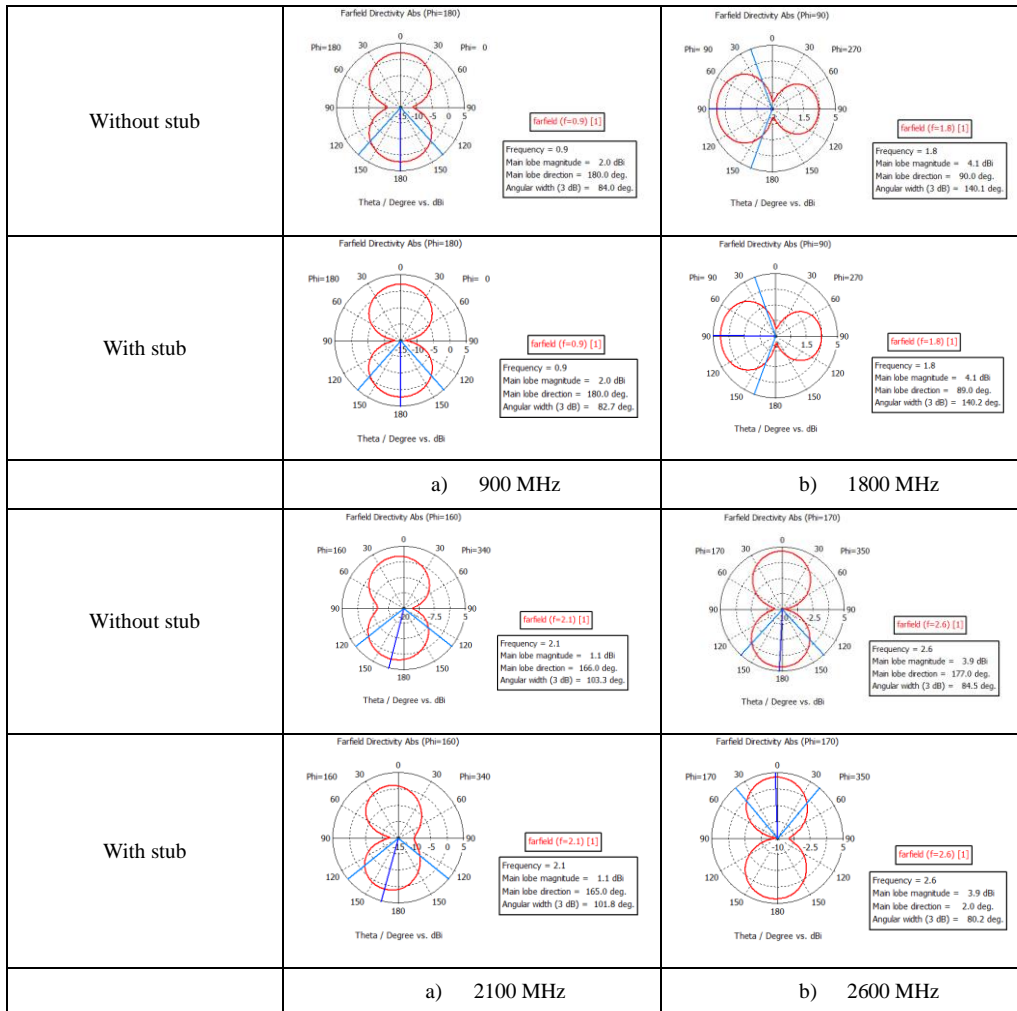 Without stub
Farfield Directivity Abs (Phi=180)
0
Phi=180 30 30 Phi= 0
60 60
90 -15 -10 -5 0 5 90
120 120
150 150
180
Theta / Degree vs. dBi
farfield (f=0.9) [1]
Frequency = 0.9
Main lobe magnitude = 2.0 dBi
Main lobe direction = 180.0 deg.
Angular width (3 dB) = 84.0 deg.
Farfield Directivity Abs (Phi=90)
0
Phi= 90 30 30 Phi=270
60 60
90 1.5 5 90
120 120
150 150
180
Theta / Degree vs. dBi
farfield (f=1.8) [1]
Frequency = 1.8
Main lobe magnitude = 4.1 dBi
Main lobe direction = 90.0 deg.
Angular width (3 dB) = 140.1 deg.
With stub
Farfield Directivity Abs (Phi=180)
0
Phi=180 30 30 Phi= 0
60 60
90 -15 -10 -5 0 5 90
120 120
150 150
180
Theta / Degree vs. dBi
farfield (f=0.9) [1]
Frequency = 0.9
Main lobe magnitude = 2.0 dBi
Main lobe direction = 180.0 deg.
Angular width (3 dB) = 82.7 deg.
Farfield Directivity Abs (Phi=90)
0
Phi= 90 30 30 Phi=270
60 60
90 1.5 5 90
120 120
150 150
180
Theta / Degree vs. dBi
farfield (f=1.8) [1]
Frequency = 1.8
Main lobe magnitude = 4.1 dBi
Main lobe direction = 89.0 deg.
Angular width (3 dB) = 140.2 deg.
a) 900 MHz
b) 1800 MHz
Without stub
Farfield Directivity Abs (Phi=160)
0
Phi=160 30 30 Phi=340
60 60
90 -20 -7.5 5 90
120 120
150 150
180
Theta / Degree vs. dBi
farfield (f=2.1) [1]
Frequency = 2.1
Main lobe magnitude = 1.1 dBi
Main lobe direction = 166.0 deg.
Angular width (3 dB) = 103.3 deg.
Farfield Directivity Abs (Phi=170)
0
Phi=170 30 30 Phi=350
60 60
90 -10 -2.5 5 90
120 120
150 150
180
Theta / Degree vs. dBi
farfield (f=2.6) [1]
Frequency = 2.6
Main lobe magnitude = 3.9 dBi
Main lobe direction = 177.0 deg.
Angular width (3 dB) = 84.5 deg.
With stub
Farfield Directivity Abs (Phi=160)
0
Phi=160 30 30 Phi=340
60 60
90 -15 -10 -5 0 5 90
120 120
150 150
180
Theta / Degree vs. dBi
farfield (f=2.1) [1]
Frequency = 2.1
Main lobe magnitude = 1.1 dBi
Main lobe direction = 165.0 deg.
Angular width (3 dB) = 101.8 deg.
Farfield Directivity Abs (Phi=170)
0
Phi=170 30 30 Phi=350
60 60
90 -10 -2.5 5 90
120 120
150 150
180
Theta / Degree vs. dBi
farfield (f=2.6) [1]
Frequency = 2.6
Main lobe magnitude = 3.9 dBi
Main lobe direction = 2.0 deg.
Angular width (3 dB) = 80.2 deg.
a) 2100 MHz
b) 2600 MHz